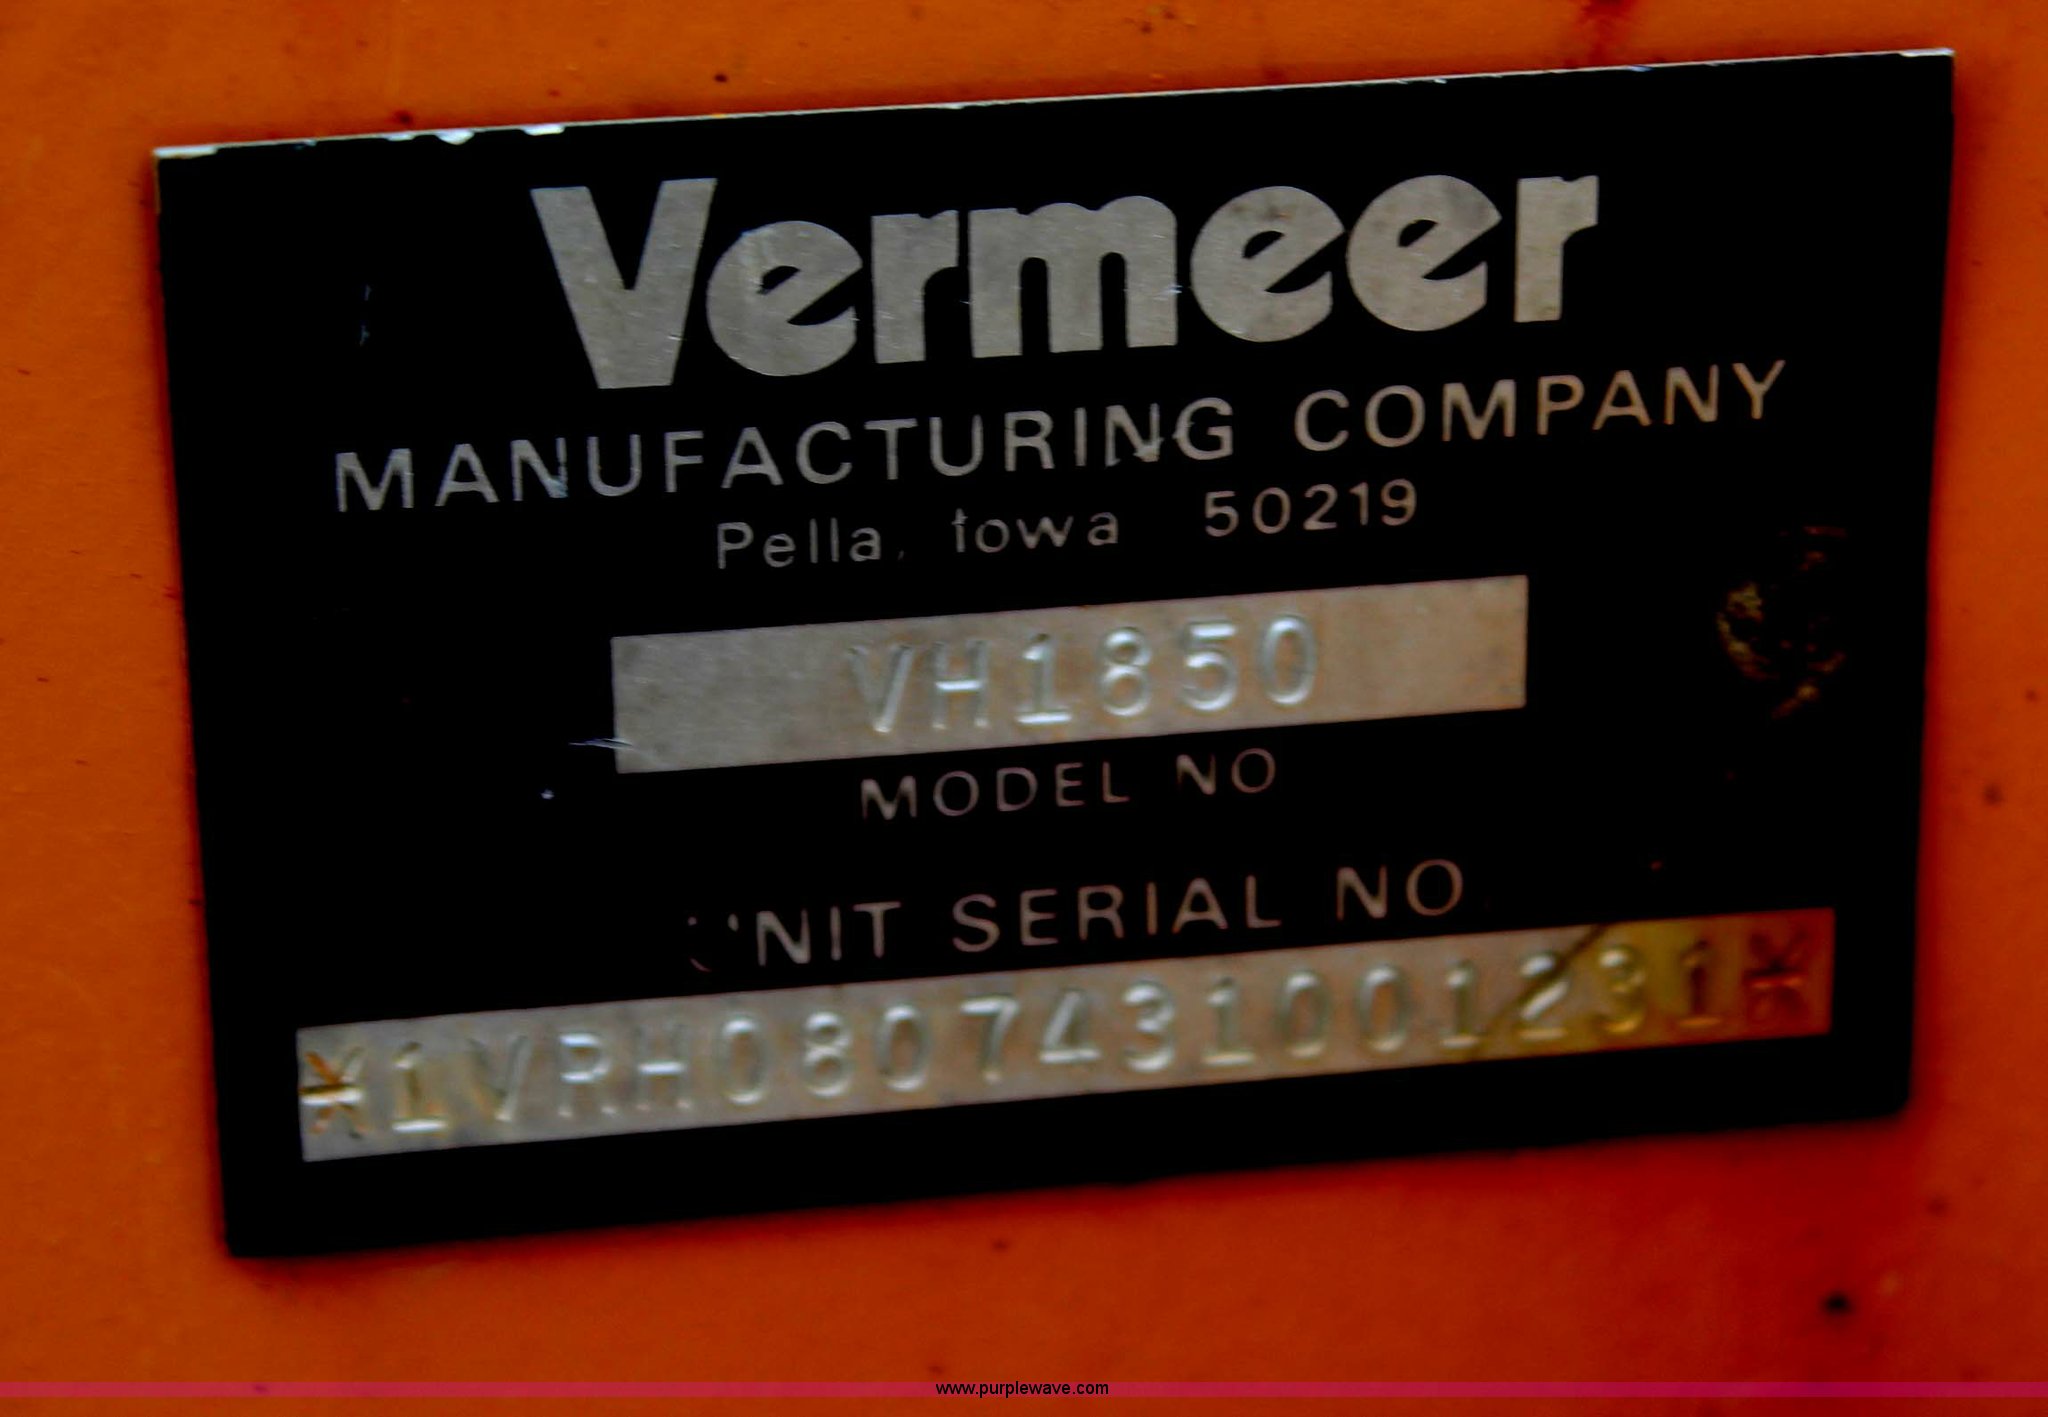 Vermeer
MANUFACTURING COMPANY
Pella, Iowa 50219
VH1850
MODEL NO
UNIT SERIAL NO
*1VRH0807431001231*
www.purplewave.com